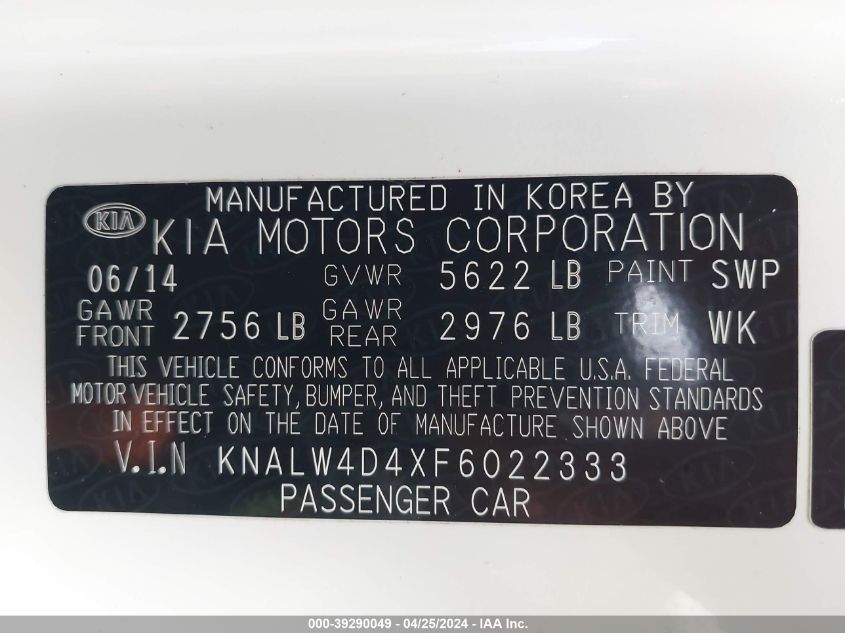 MANUFACTURED IN KOREA BY
KIA KIA MOTORS CORPORATION
06/14 GVWR 5622 LB PAINT SWP
GAWR FRONT 2756 LB GAWR REAR 2976 LB TRIM WK
THIS VEHICLE CONFORMS TO ALL APPLICABLE U.S.A. FEDERAL
MOTOR VEHICLE SAFETY, BUMPER, AND THEFT PREVENTION STANDARDS
IN EFFECT ON THE DATE OF MANUFACTURE SHOWN ABOVE
V.I.N KNALW4D4XF6022333
PASSENGER CAR
000-39290049 - 04/25/2024 - IAA Inc.